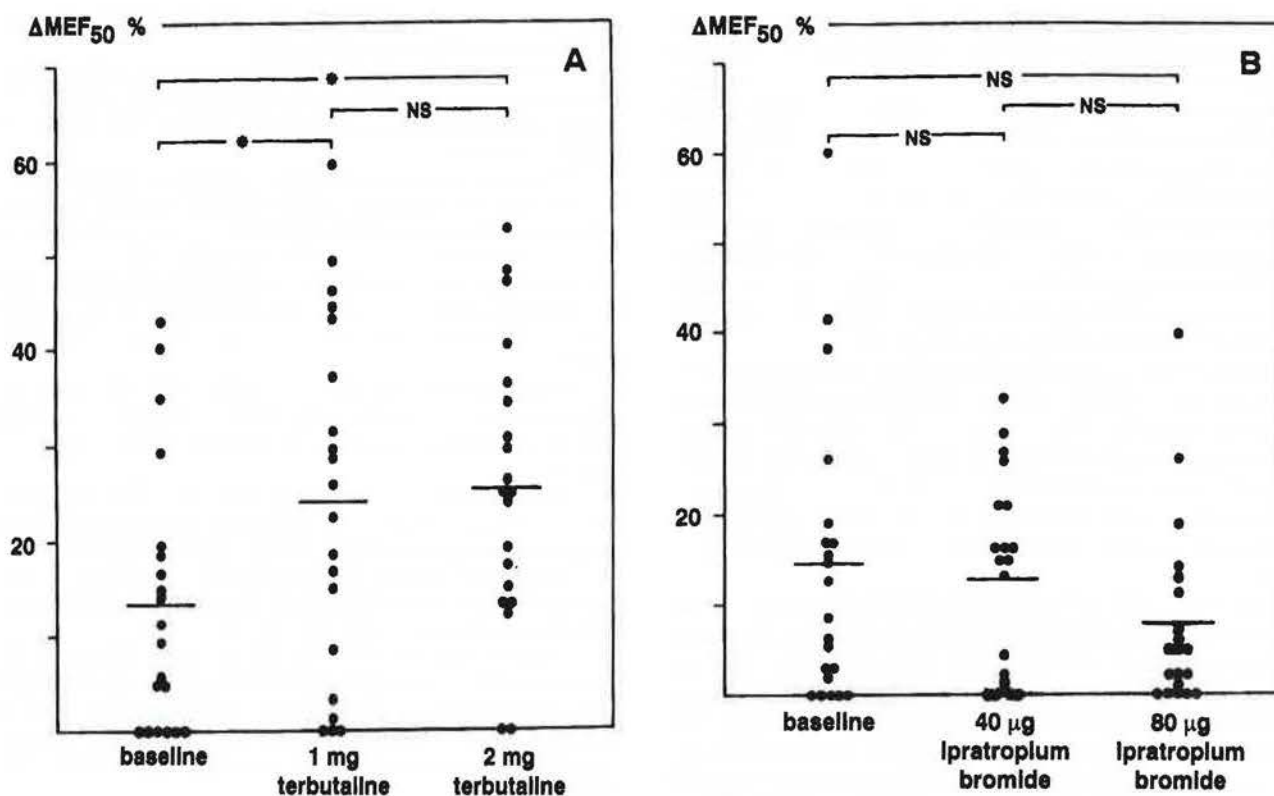 ΔMEF50 %
A
*
NS
*
60
40
20
baseline
1 mg
terbutaline
2 mg
terbutaline
ΔMEF50 %
B
NS
NS
NS
60
40
20
baseline
40 μg
Ipratropium
bromide
80 μg
Ipratropium
bromide